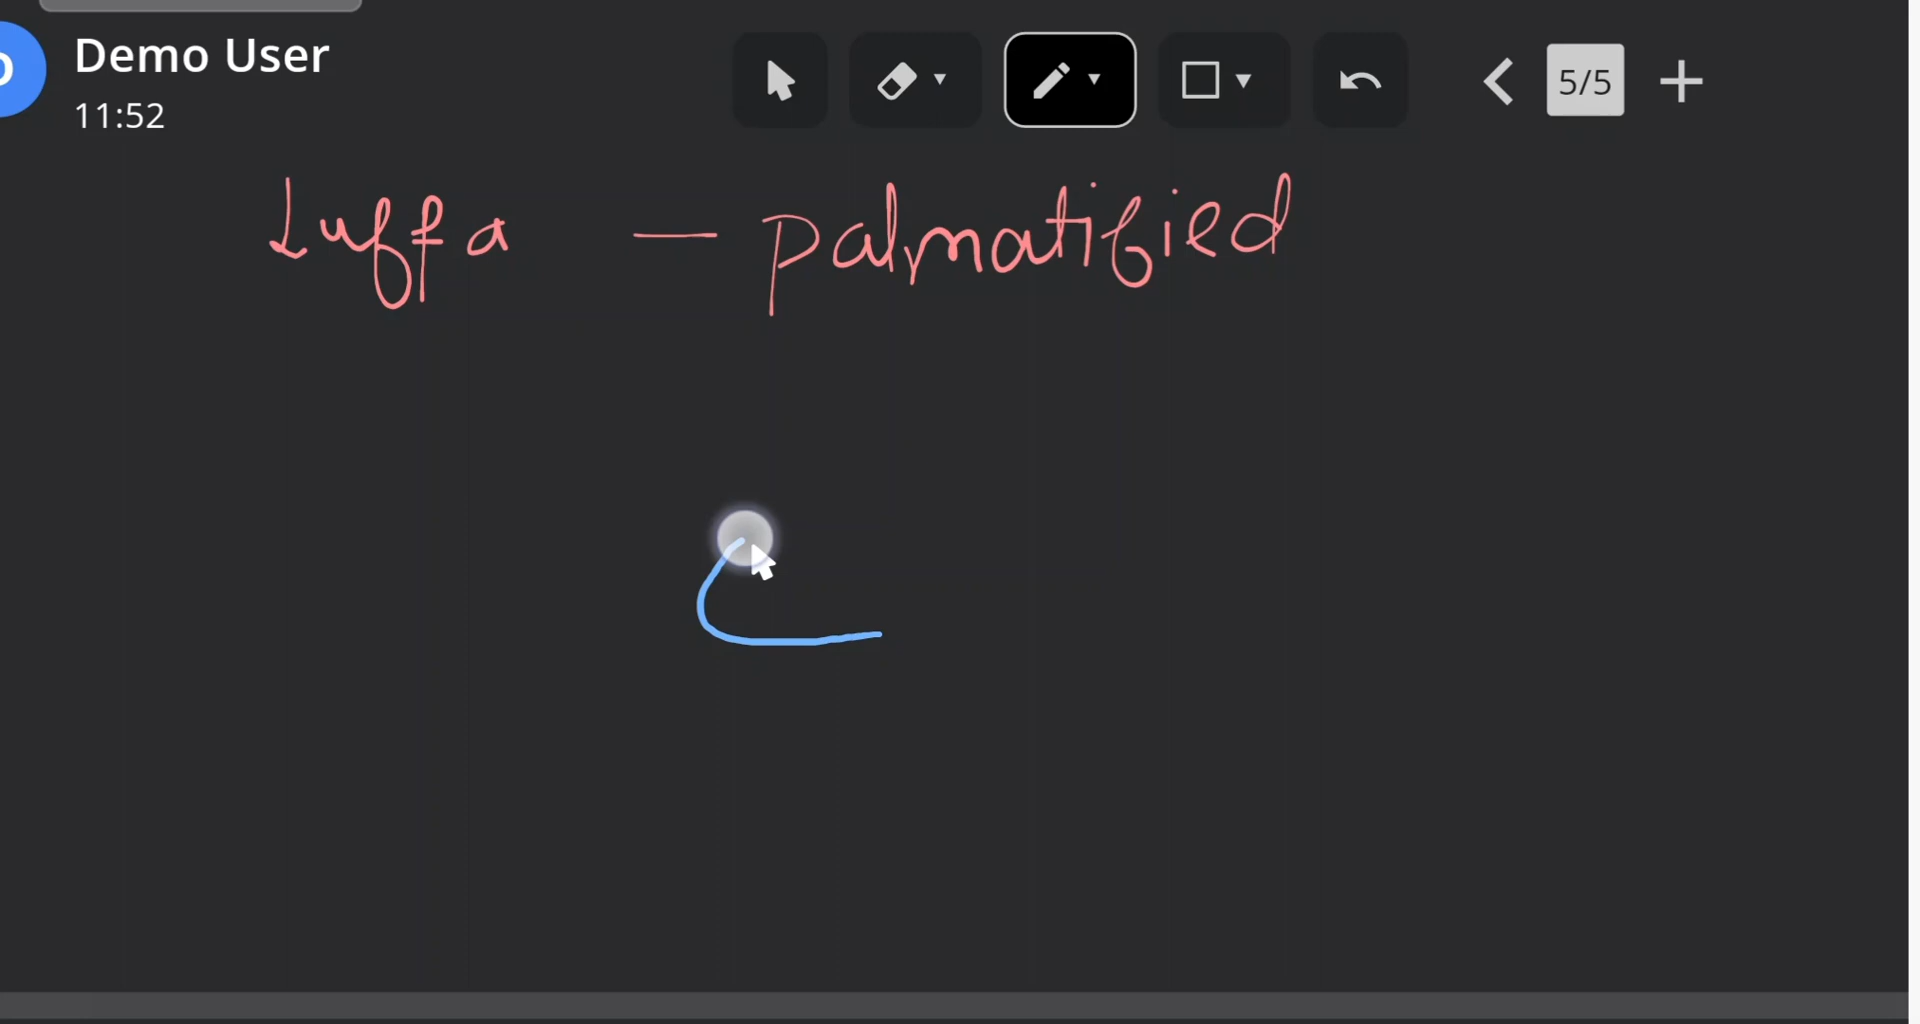 Demo User
5/5
11:52
Luffa — Palmatified